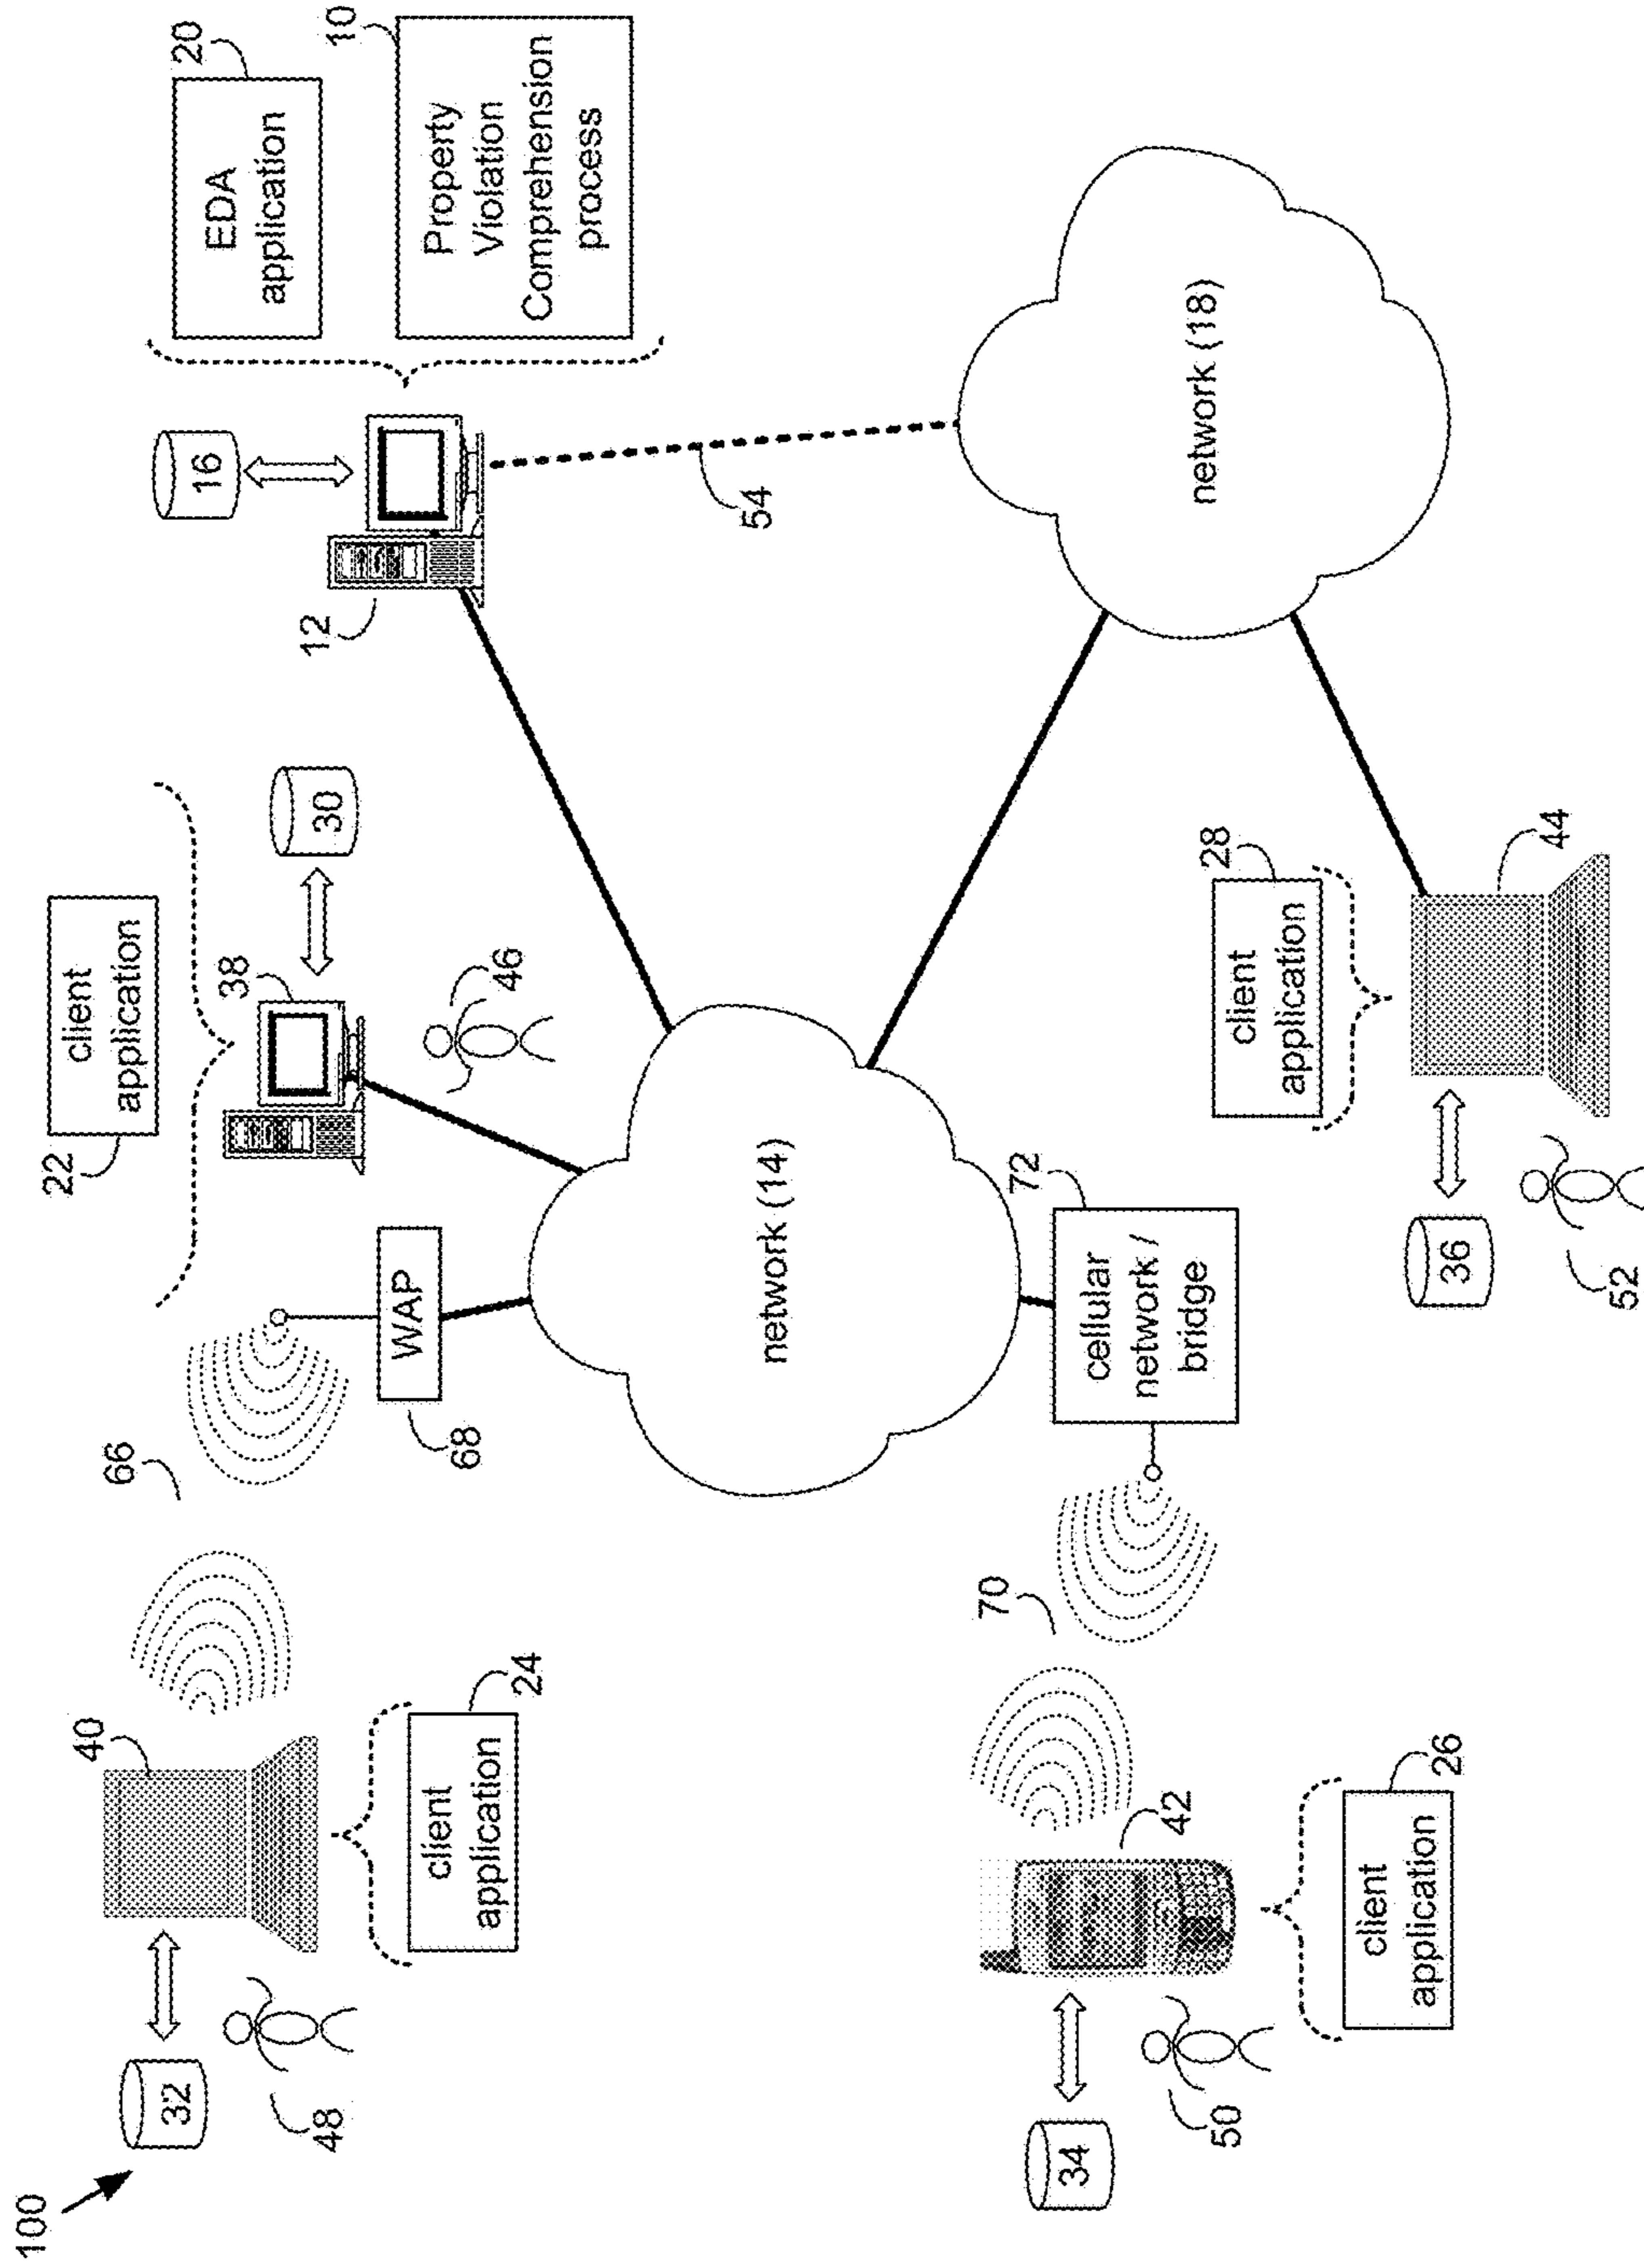 100
32
48
40
client
application
24
66
22
client
application
38
30
46
WAP
68
16
12
EDA
application
20
Property
Violation
Comprehension
process
10
54
network (14)
network (18)
34
50
42
client
application
26
70
cellular
network /
bridge
72
36
52
client
application
28
44